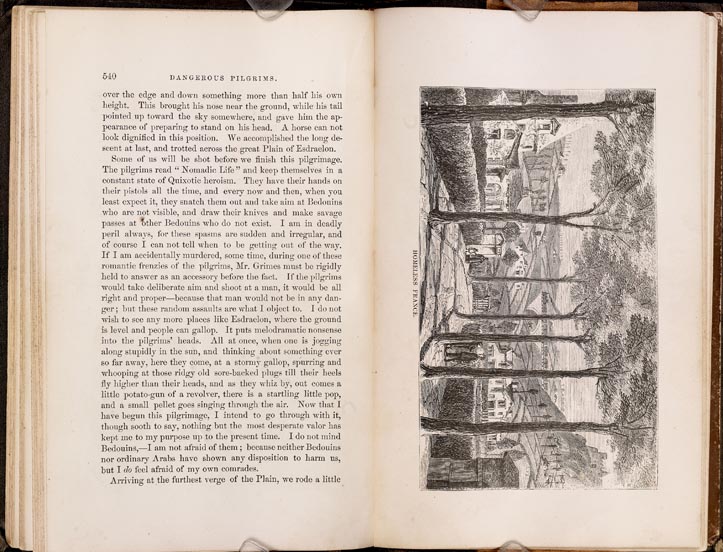 540 DANGEROUS PILGRIMS.
over the edge and down something more than half his own
height. This brought his nose near the ground, while his tail
pointed up toward the sky somewhere, and gave him the ap-
pearance of preparing to stand on his head. A horse can not
look dignified in this position. We accomplished the long de-
scent at last, and trotted across the great Plain of Esdraelon.
Some of us will be shot before we finish this pilgrimage.
The pilgrims read “Nomadic Life” and keep themselves in a
constant state of Quixotic heroism. They have their hands on
their pistols all the time, and every now and then, when you
least expect it, they snatch them out and take aim at Bedouins
who are not visible, and draw their knives and make savage
passes at other Bedouins who do not exist. I am in deadly
peril always, for these spasms are sudden and irregular, and
of course I can not tell when to be getting out of the way.
If I am accidentally murdered, some time, during one of these
romantic frenzies of the pilgrims, Mr. Grimes must be rigidly
held to answer as an accessory before the fact. If the pilgrims
would take deliberate aim and shoot at a man, it would be all
right and proper—because that man would not be in any dan-
ger; but these random assaults are what I object to. I do not
wish to see any more places like Esdraelon, where the ground
is level and people can gallop. It puts melodramatic nonsense
into the pilgrims’ heads. All at once, when one is jogging
along stupidly in the sun, and thinking about something ever
so far away, here they come, at a stormy gallop, spurring and
whooping at those ridgy old sore-backed plugs till their heels
fly higher than their heads, and as they whiz by, out comes a
little potato-gun of a revolver, there is a startling little pop,
and a small pellet goes singing through the air. Now that I
have begun this pilgrimage, I intend to go through with it,
though sooth to say, nothing but the most desperate valor has
kept me to my purpose up to the present time. I do not mind
Bedouins,—I am not afraid of them; because neither Bedouins
nor ordinary Arabs have shown any disposition to harm us,
but I do feel afraid of my own comrades.
Arriving at the furthest verge of the Plain, we rode a little
HOMELESS FRANCE.